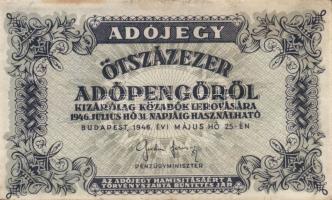 ADÓJEGY
ÖTSZÁZEZER
ADÓPENGŐRŐL
KIZÁRÓLAG KÖZADÓK LEROVÁSÁRA
1946. JULIUS HÓ 31. NAPJÁIG HASZNÁLHATÓ
BUDAPEST, 1946. ÉVI MÁJUS HÓ 25-ÉN
PÉNZÜGYMINISZTER
AZ ADÓJEGY HAMISÍTÁSÁÉRT A
TÖRVÉNYSZABTA BÜNTETÉS JÁR